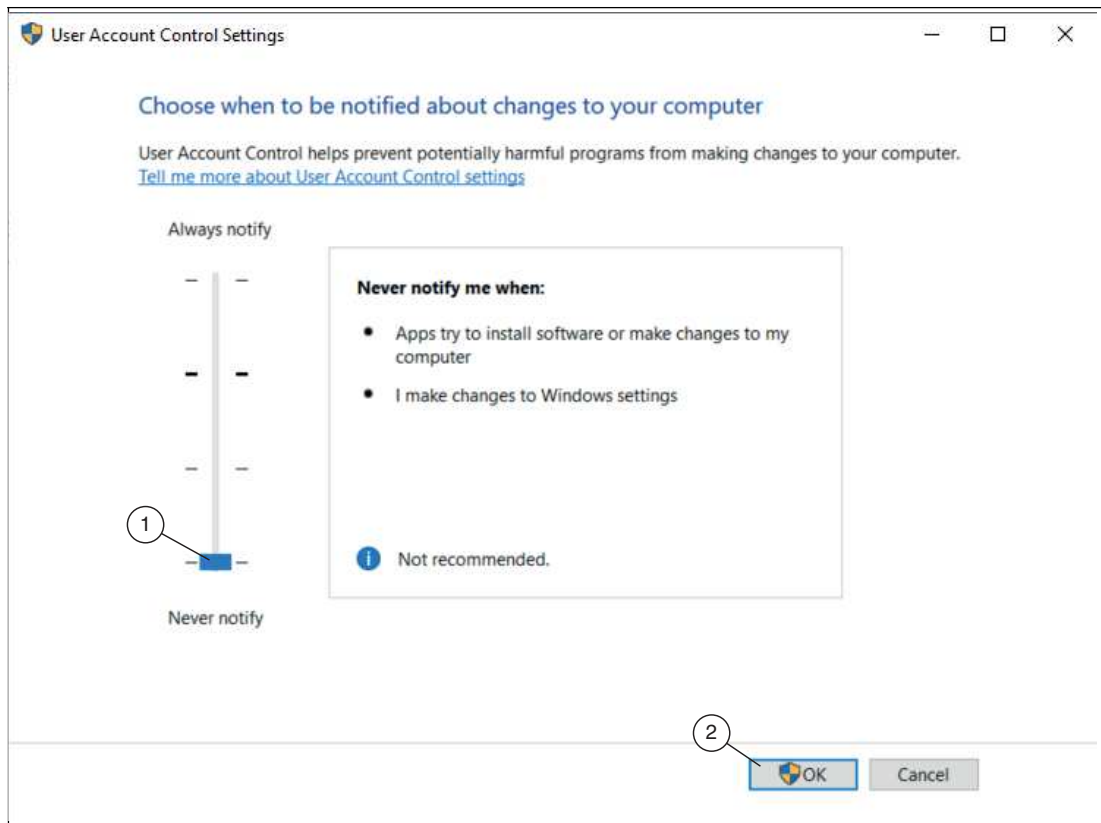 User Account Control Settings
Choose when to be notified about changes to your computer
User Account Control helps prevent potentially harmful programs from making changes to your computer.
Tell me more about User Account Control settings
Always notify
Never notify me when:
• Apps try to install software or make changes to my
computer
• I make changes to Windows settings
1
Not recommended.
Never notify
2
OK
Cancel